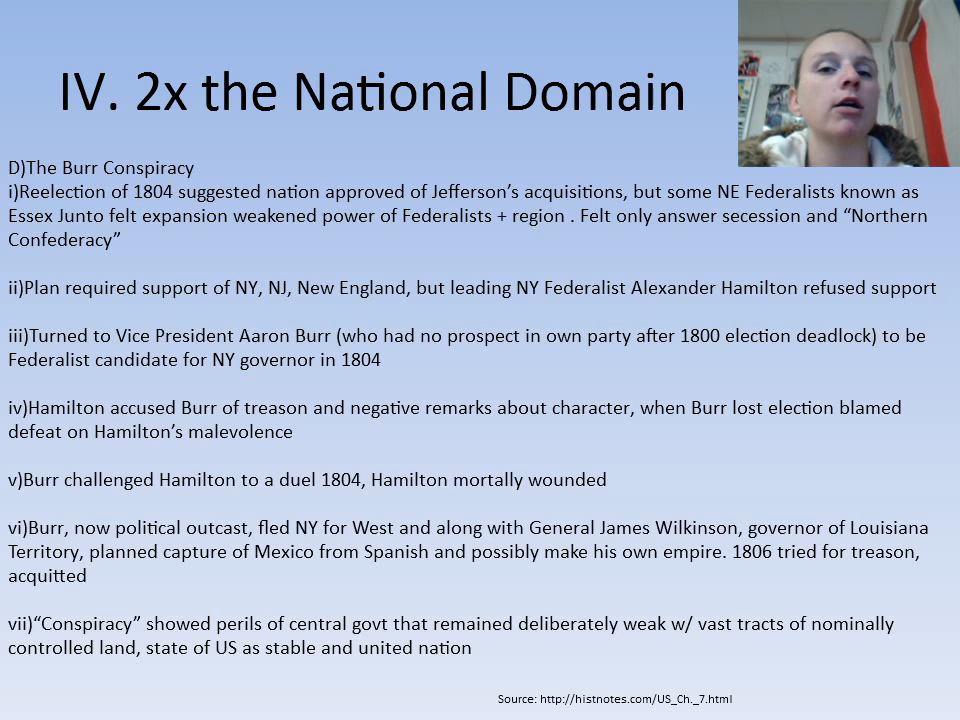 IV. 2x the National Domain
D)The Burr Conspiracy
i)Reelection of 1804 suggested nation approved of Jefferson’s acquisitions, but some NE Federalists known as
Essex Junto felt expansion weakened power of Federalists + region . Felt only answer secession and “Northern
Confederacy”
ii)Plan required support of NY, NJ, New England, but leading NY Federalist Alexander Hamilton refused support
iii)Turned to Vice President Aaron Burr (who had no prospect in own party after 1800 election deadlock) to be
Federalist candidate for NY governor in 1804
iv)Hamilton accused Burr of treason and negative remarks about character, when Burr lost election blamed
defeat on Hamilton’s malevolence
v)Burr challenged Hamilton to a duel 1804, Hamilton mortally wounded
vi)Burr, now political outcast, fled NY for West and along with General James Wilkinson, governor of Louisiana
Territory, planned capture of Mexico from Spanish and possibly make his own empire. 1806 tried for treason,
acquitted
vii)“Conspiracy” showed perils of central govt that remained deliberately weak w/ vast tracts of nominally
controlled land, state of US as stable and united nation
Source: http://histnotes.com/US_Ch._7.html